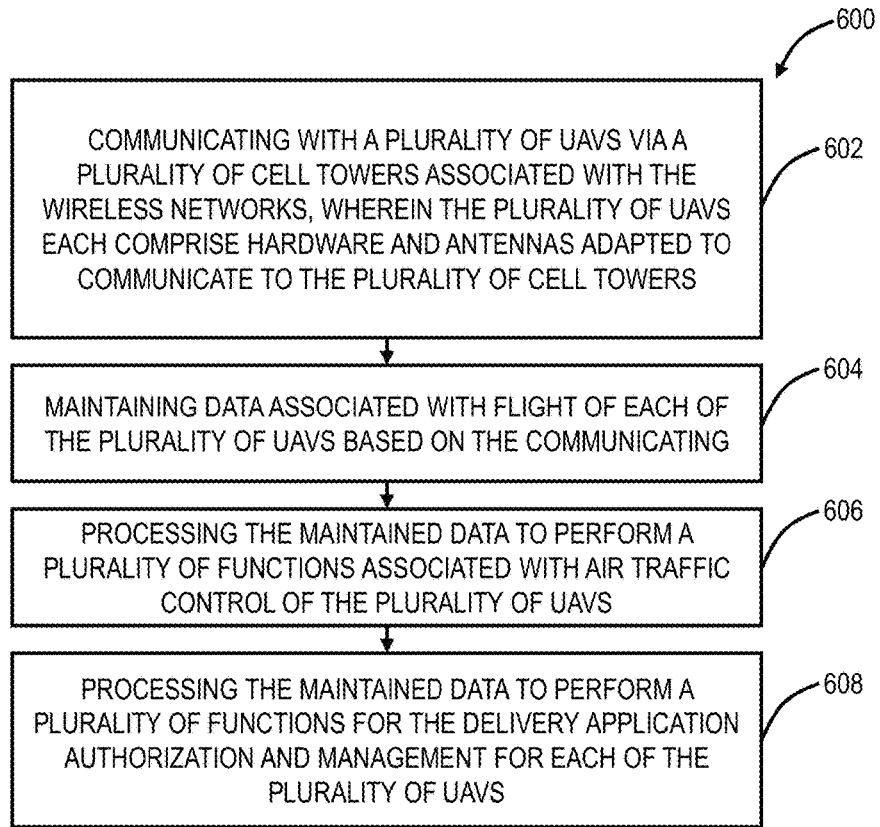 600
COMMUNICATING WITH A PLURALITY OF UAVS VIA A
PLURALITY OF CELL TOWERS ASSOCIATED WITH THE
WIRELESS NETWORKS, WHEREIN THE PLURALITY OF UAVS
EACH COMPRISE HARDWARE AND ANTENNAS ADAPTED TO
COMMUNICATE TO THE PLURALITY OF CELL TOWERS
602
MAINTAINING DATA ASSOCIATED WITH FLIGHT OF EACH OF
THE PLURALITY OF UAVS BASED ON THE COMMUNICATING
604
PROCESSING THE MAINTAINED DATA TO PERFORM A
PLURALITY OF FUNCTIONS ASSOCIATED WITH AIR TRAFFIC
CONTROL OF THE PLURALITY OF UAVS
606
PROCESSING THE MAINTAINED DATA TO PERFORM A
PLURALITY OF FUNCTIONS FOR THE DELIVERY APPLICATION
AUTHORIZATION AND MANAGEMENT FOR EACH OF THE
PLURALITY OF UAVS
608